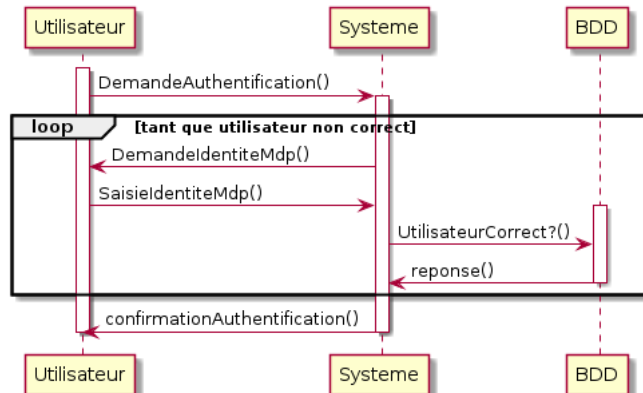 Utilisateur Systeme BDD
DemandeAuthentification()
loop [tant que utilisateur non correct]
DemandeIdentiteMdp()
SaisieIdentiteMdp()
UtilisateurCorrect?()
reponse()
confirmationAuthentification()
Utilisateur Systeme BDD